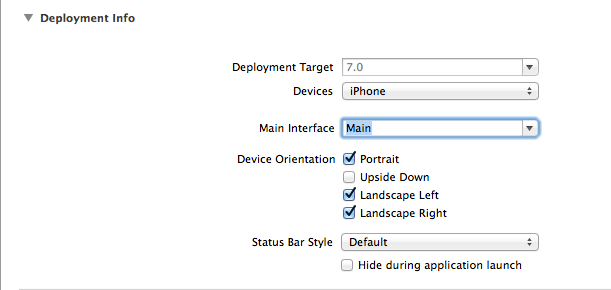 Deployment Info
Deployment Target 7.0
Devices iPhone
Main Interface Main
Device Orientation Portrait
Upside Down
Landscape Left
Landscape Right
Status Bar Style Default
Hide during application launch